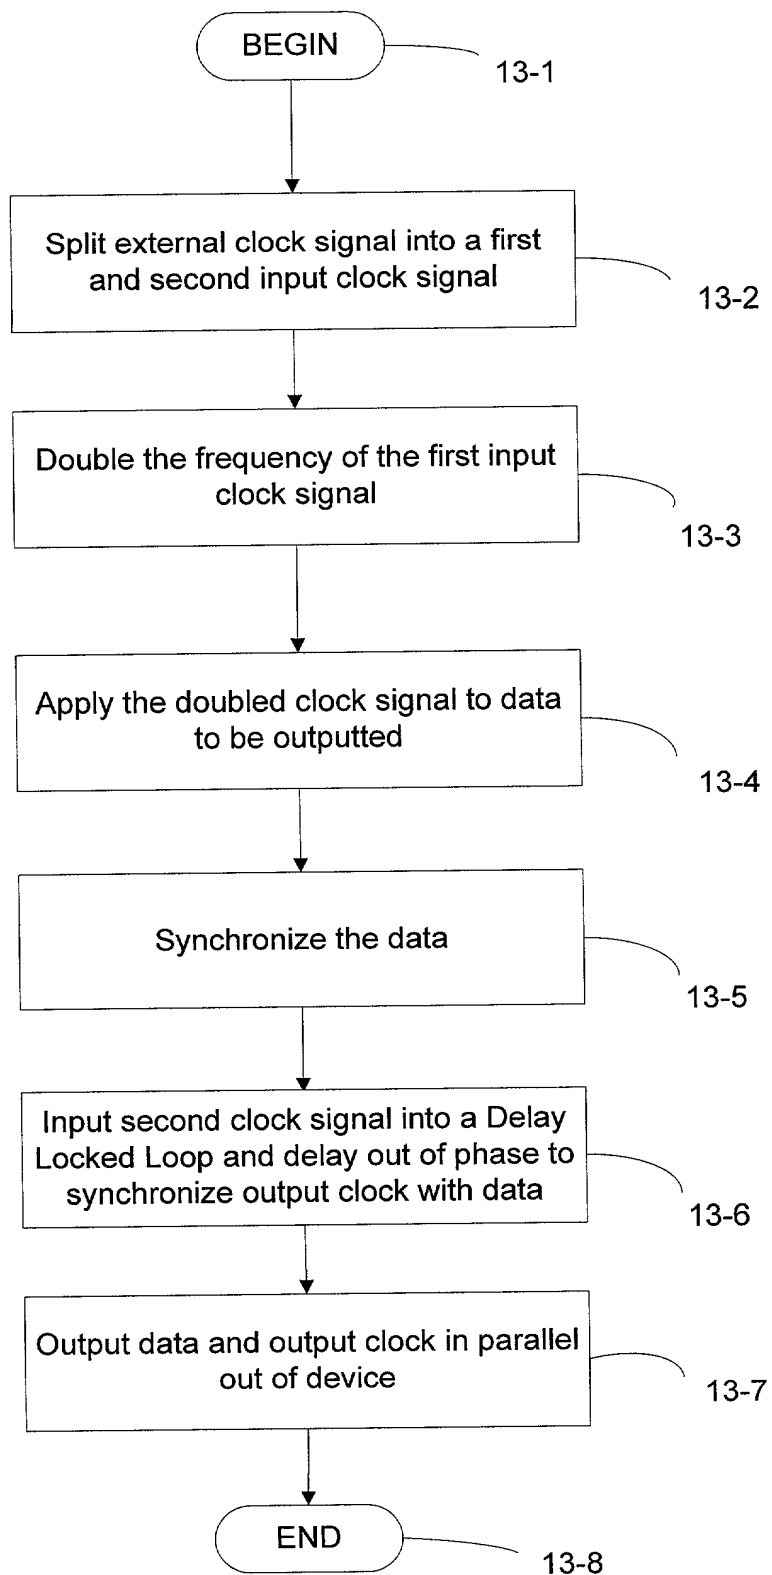 BEGIN
13-1
Split external clock signal into a first
and second input clock signal
13-2
Double the frequency of the first input
clock signal
13-3
Apply the doubled clock signal to data
to be outputted
13-4
Synchronize the data
13-5
Input second clock signal into a Delay
Locked Loop and delay out of phase to
synchronize output clock with data
13-6
Output data and output clock in parallel
out of device
13-7
END
13-8